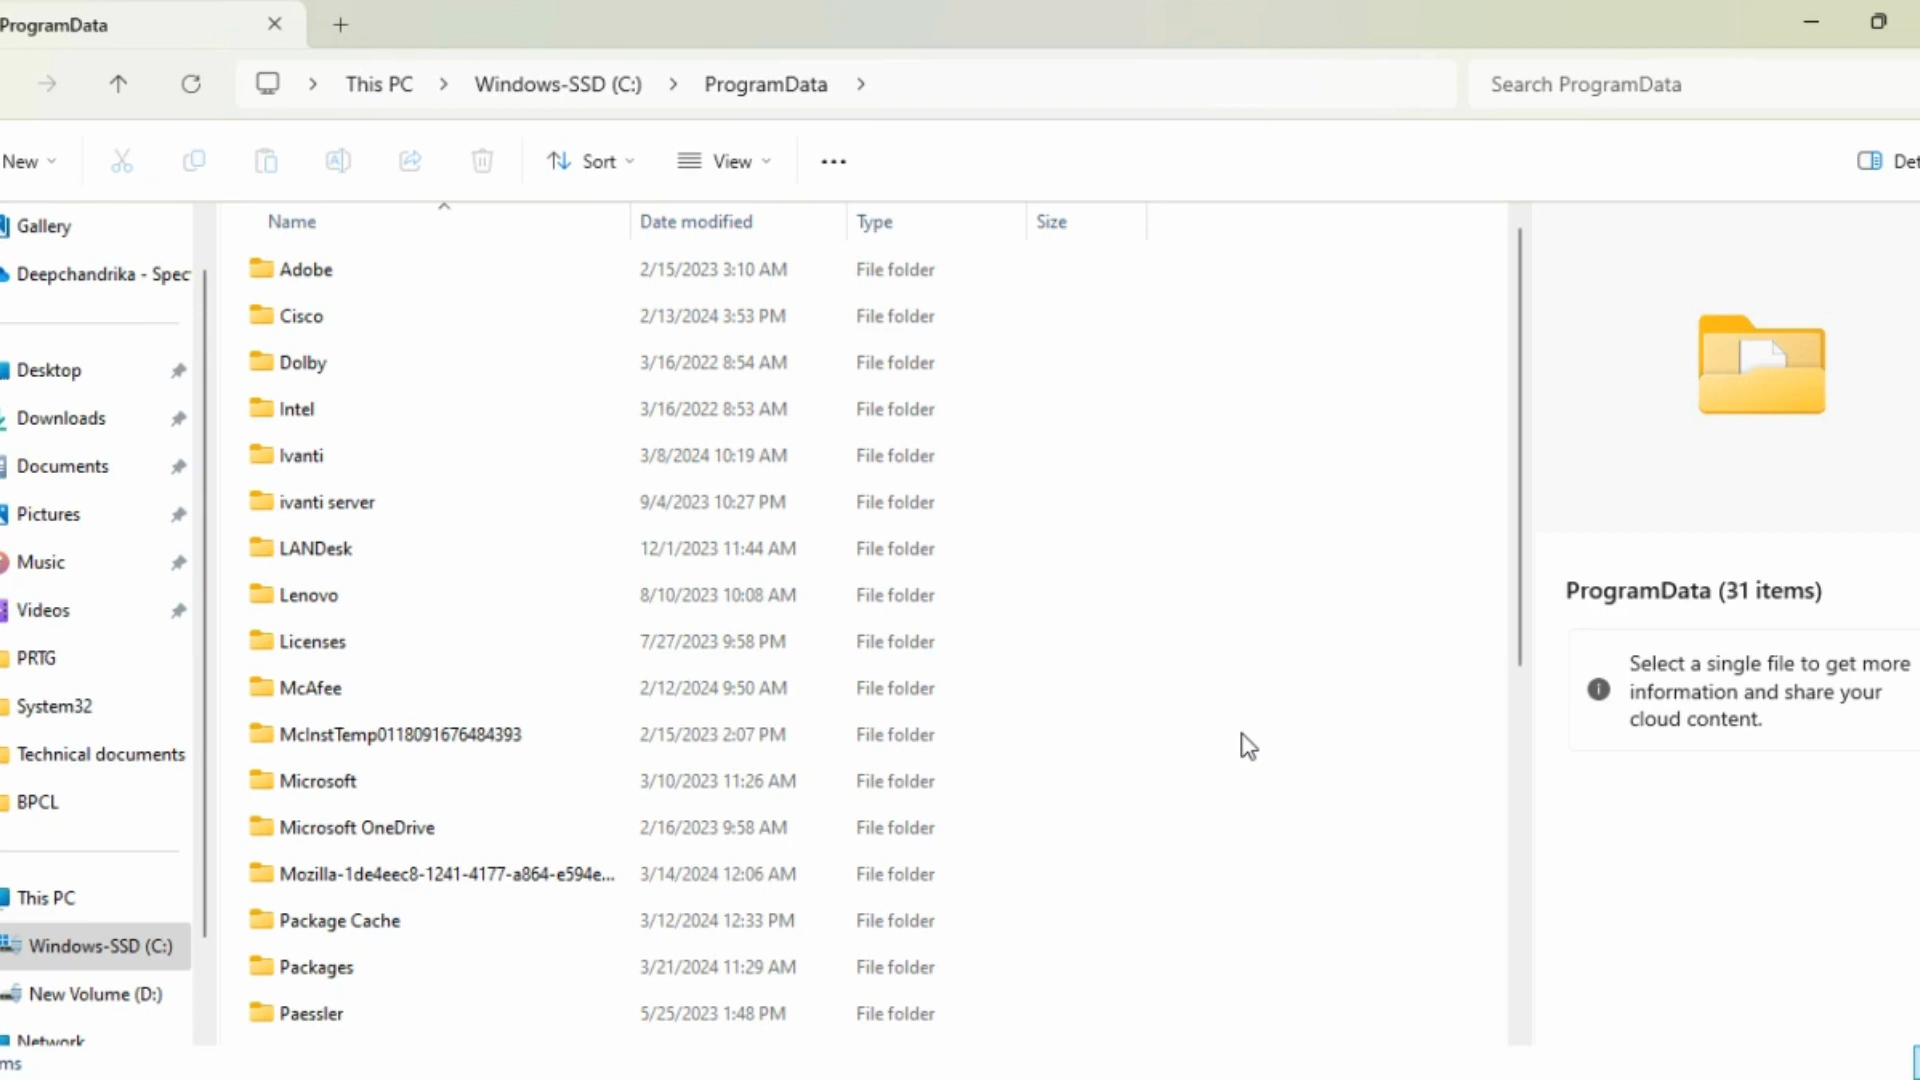 ProgramData
This PC > Windows-SSD (C:) > ProgramData >
Search ProgramData
New
Sort
View
Name
Date modified
Type
Size
Gallery
Deepchandrika - Spec
Desktop
Downloads
Documents
Pictures
Music
Videos
PRTG
System32
Technical documents
BPCL
This PC
Windows-SSD (C:)
New Volume (D:)
Network
Adobe 2/15/2023 3:10 AM File folder
Cisco 2/13/2024 3:53 PM File folder
Dolby 3/16/2022 8:54 AM File folder
Intel 3/16/2022 8:53 AM File folder
Ivanti 3/8/2024 10:19 AM File folder
ivanti server 9/4/2023 10:27 PM File folder
LANDesk 12/1/2023 11:44 AM File folder
Lenovo 8/10/2023 10:08 AM File folder
Licenses 7/27/2023 9:58 PM File folder
McAfee 2/12/2024 9:50 AM File folder
McInstTemp0118091676484393 2/15/2023 2:07 PM File folder
Microsoft 3/10/2023 11:26 AM File folder
Microsoft OneDrive 2/16/2023 9:58 AM File folder
Mozilla-1de4eec8-1241-4177-a864-e594e... 3/14/2024 12:06 AM File folder
Package Cache 3/12/2024 12:33 PM File folder
Packages 3/21/2024 11:29 AM File folder
Paessler 5/25/2023 1:48 PM File folder
ProgramData (31 items)
Select a single file to get more
information and share your
cloud content.